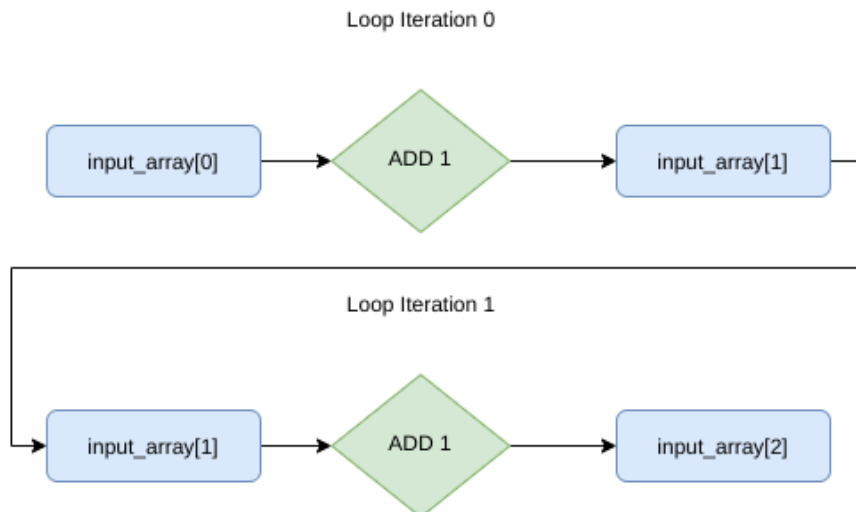 Loop Iteration 0
input_array[0]
ADD 1
input_array[1]
Loop Iteration 1
input_array[1]
ADD 1
input_array[2]